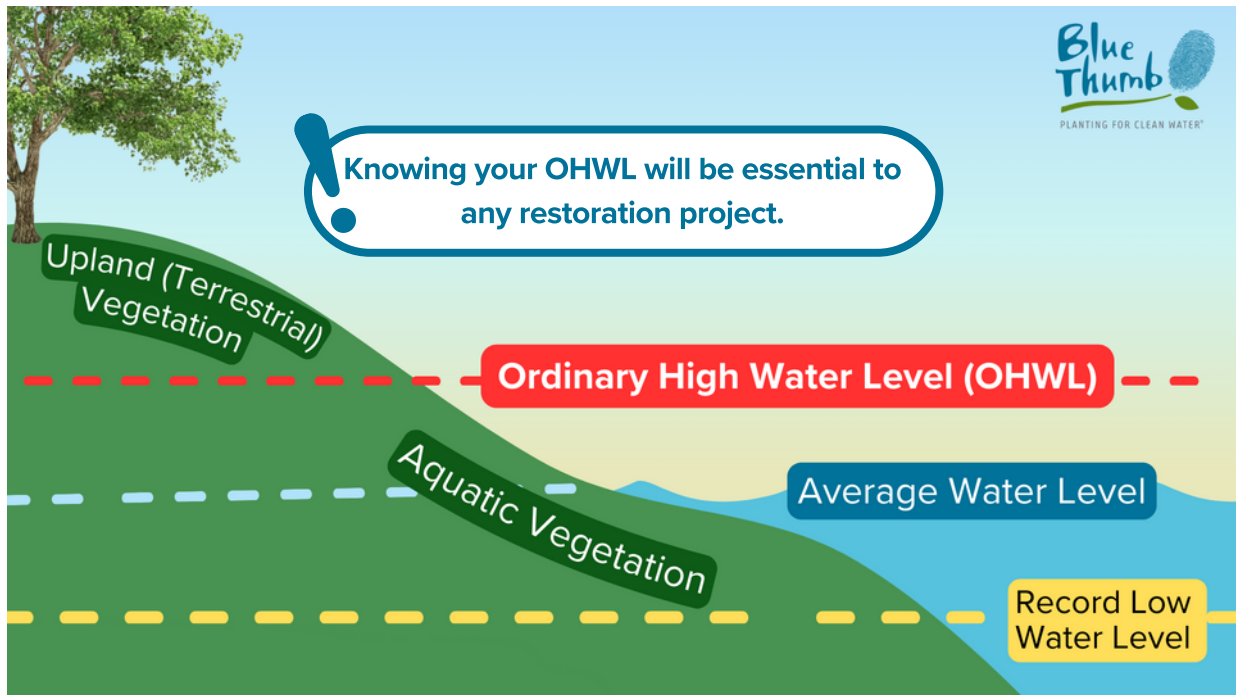 Blue
Thumb
PLANTING FOR CLEAN WATER®
Knowing your OHWL will be essential to
any restoration project.
Upland (Terrestrial)
Vegetation
Ordinary High Water Level (OHWL)
Aquatic Vegetation
Average Water Level
Record Low
Water Level